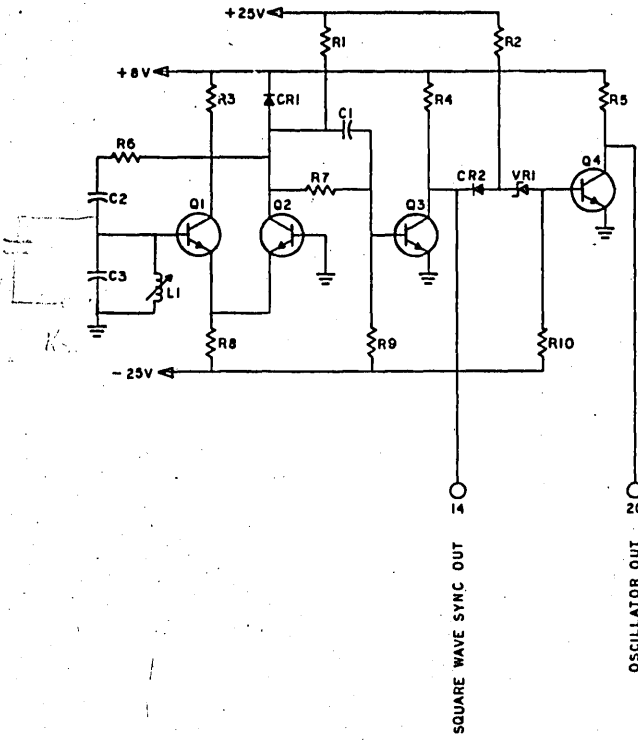 +25V
R1
R2
+8V
R3
CR1
C1
R4
R5
R6
Q4
R7
CR2
VR1
C2
Q1
Q2
Q3
C3
L1
R8
R9
R10
-25V
14
20
SQUARE WAVE SYNC OUT
OSCILLATOR OUT